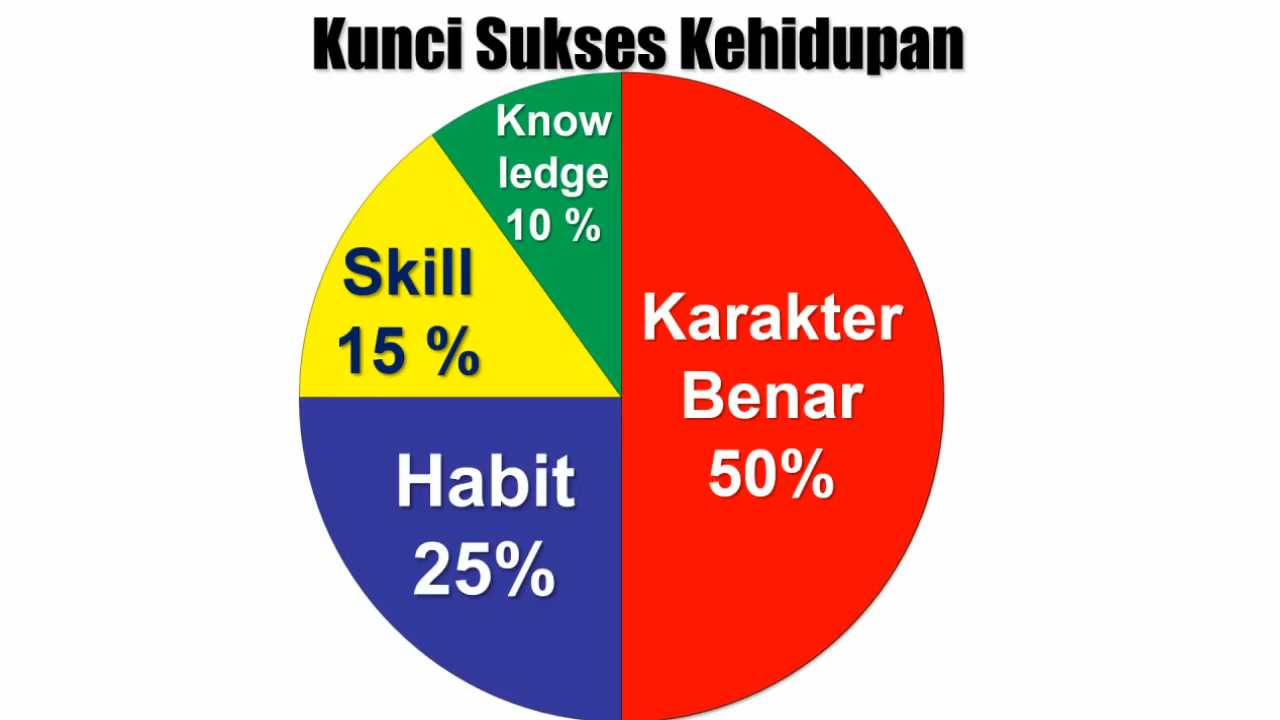 Kunci Sukses Kehidupan
Know
ledge
10 %
Skill
15 %
Karakter
Benar
50%
Habit
25%